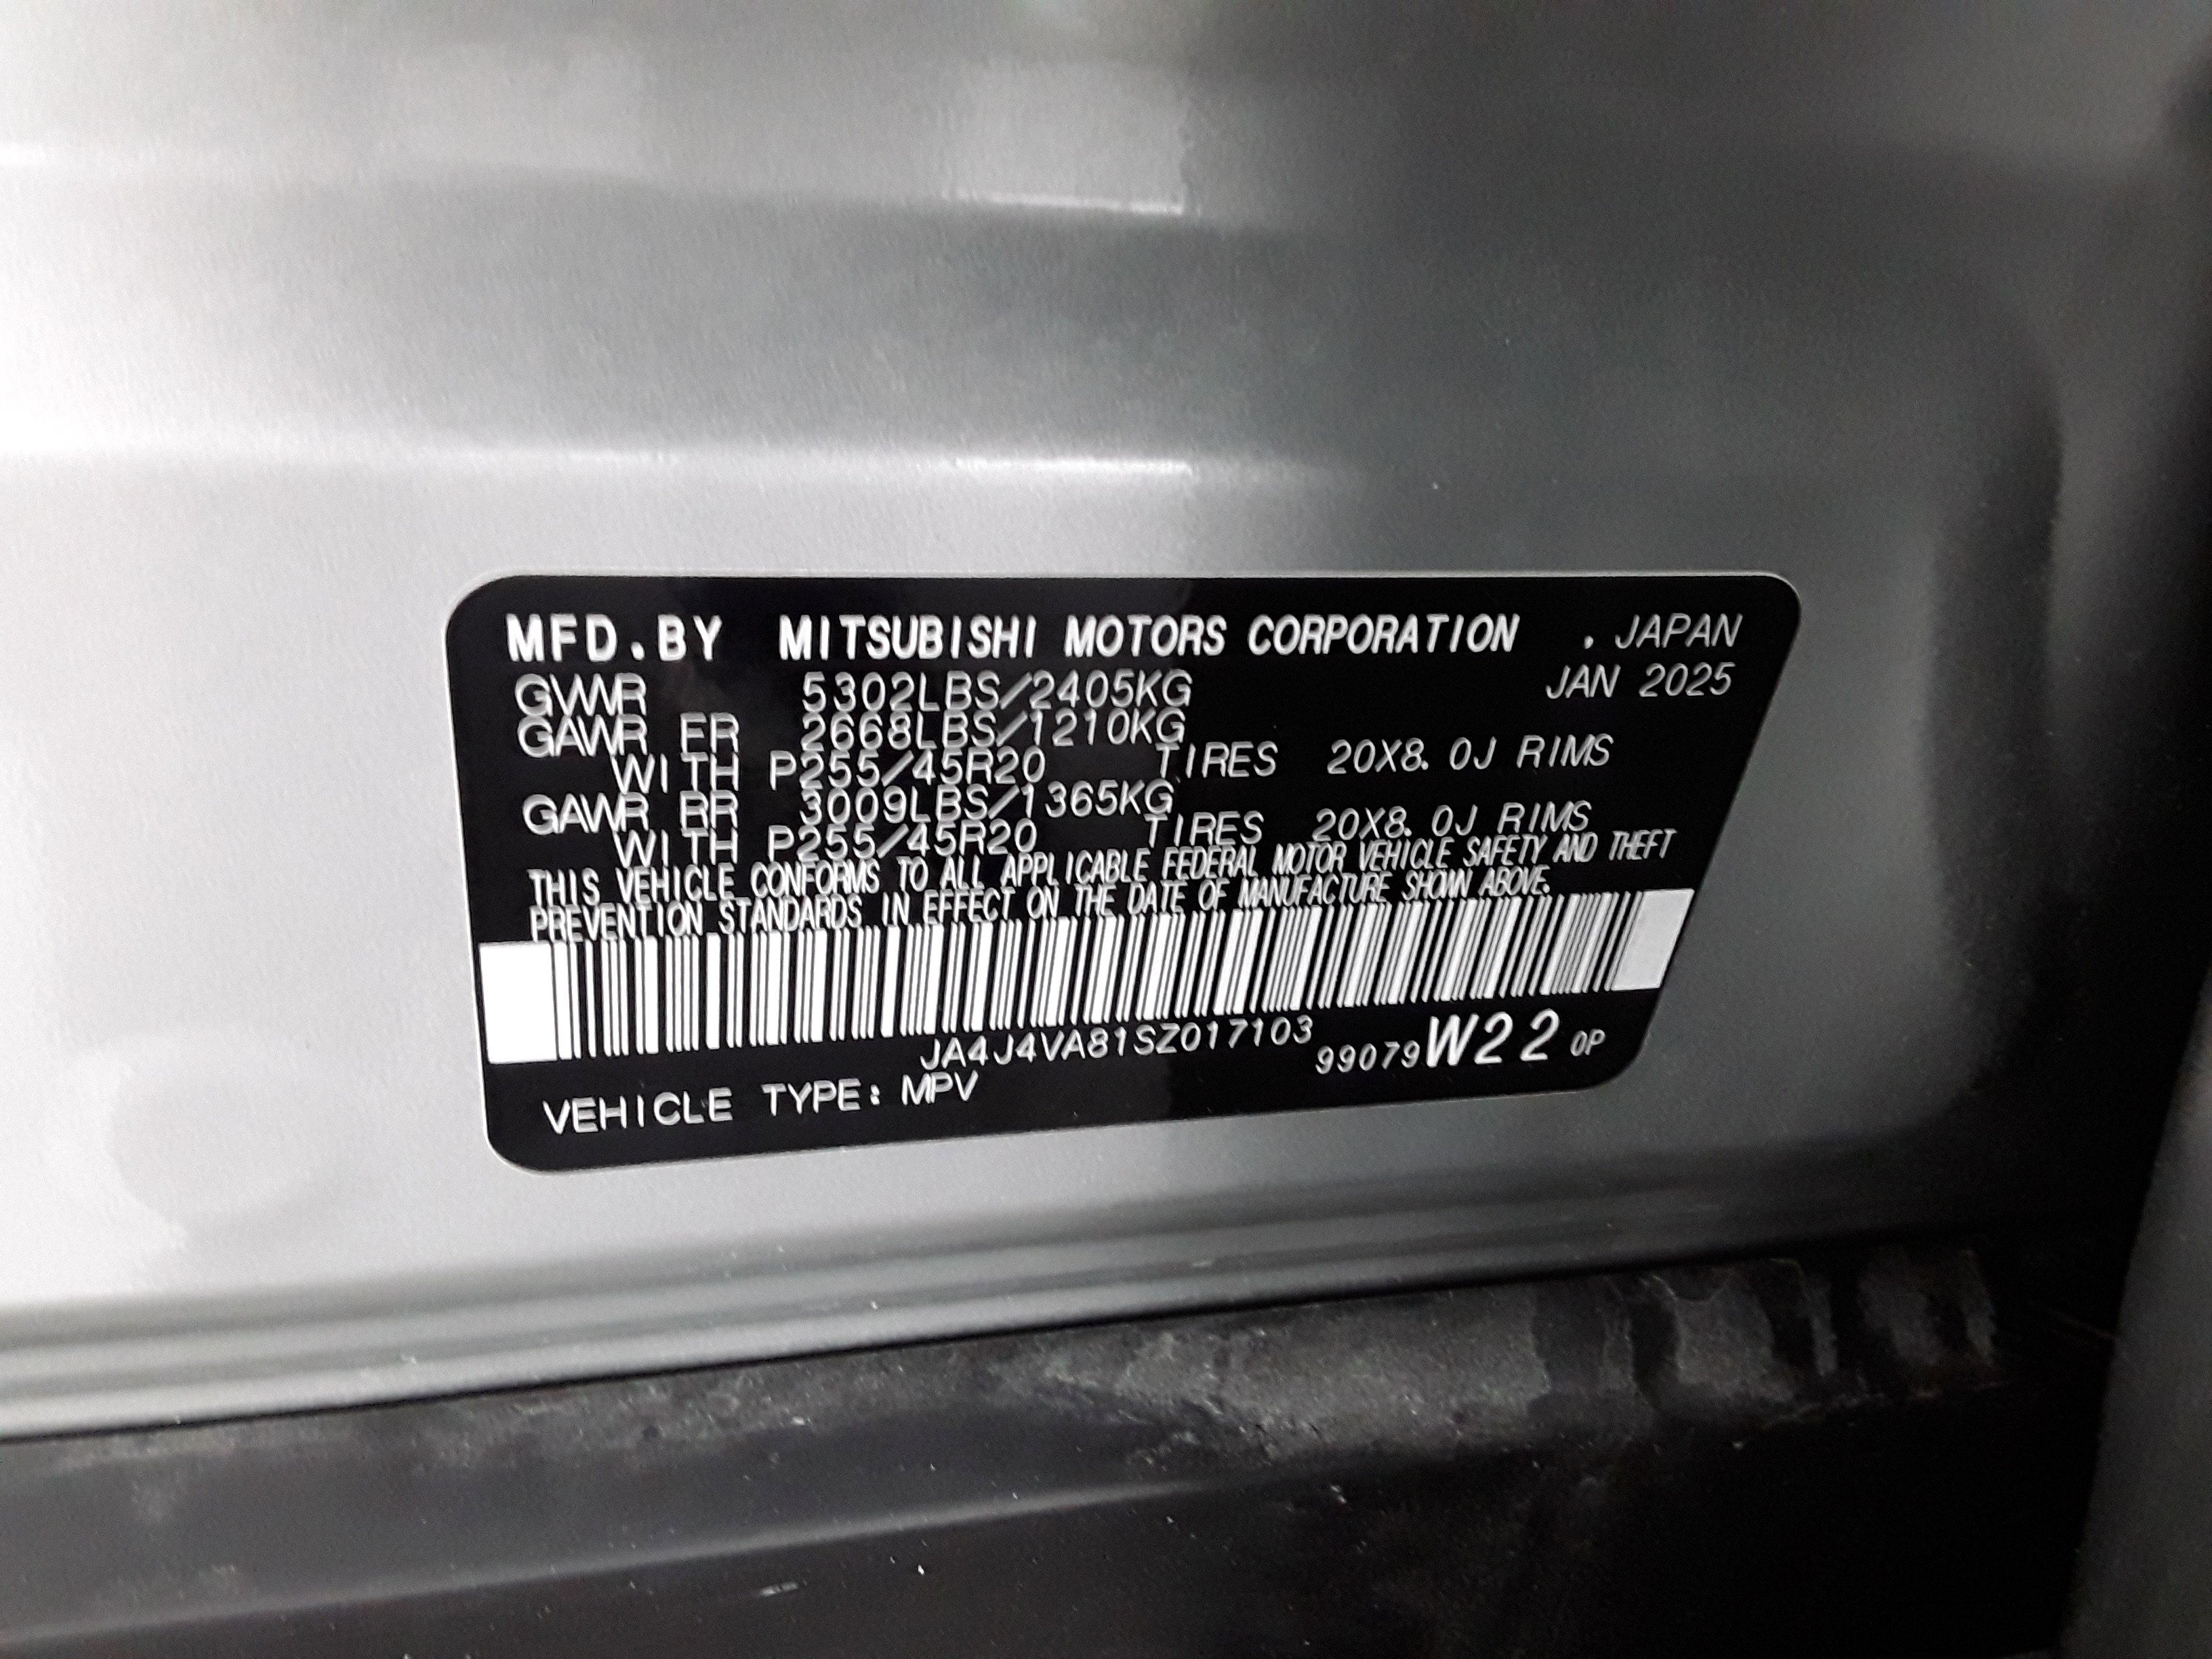 MFD.BY MITSUBISHI MOTORS CORPORATION , JAPAN
JAN 2025
GVWR 5302LBS/2405KG
GAWR FR 2668LBS/1210KG
WITH P255/45R20 TIRES 20X8.0J RIMS
GAWR RR 3009LBS/1365KG
WITH P255/45R20 TIRES 20X8.0J RIMS
THIS VEHICLE CONFORMS TO ALL APPLICABLE FEDERAL MOTOR VEHICLE SAFETY AND THEFT
PREVENTION STANDARDS IN EFFECT ON THE DATE OF MANUFACTURE SHOWN ABOVE.
JA4J4VA81SZ017103 99079 W22 0P
VEHICLE TYPE: MPV